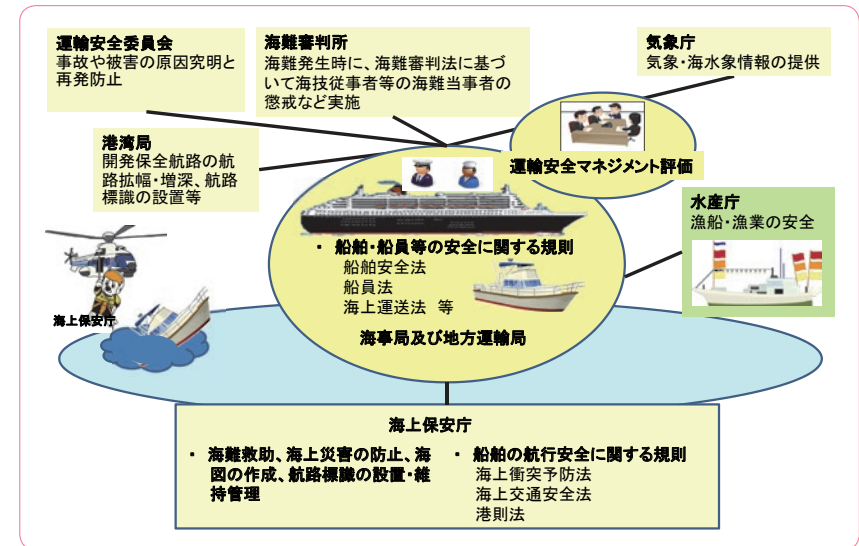 運輸安全委員会
事故や被害の原因究明と
再発防止
海難審判所
海難発生時に、海難審判法に基づ
いて海技従事者等の海難当事者の
懲戒など実施
気象庁
気象・海水象情報の提供
港湾局
開発保全航路の航
路拡幅・増深、航路
標識の設置等
運輸安全マネジメント評価
水産庁
漁船・漁業の安全
・ 船舶・船員等の安全に関する規則
船舶安全法
船員法
海上運送法 等
海事局及び地方運輸局
海上保安庁
海上保安庁
・ 海難救助、海上災害の防止、海
図の作成、航路標識の設置・維
持管理
・ 船舶の航行安全に関する規則
海上衝突予防法
海上交通安全法
港則法